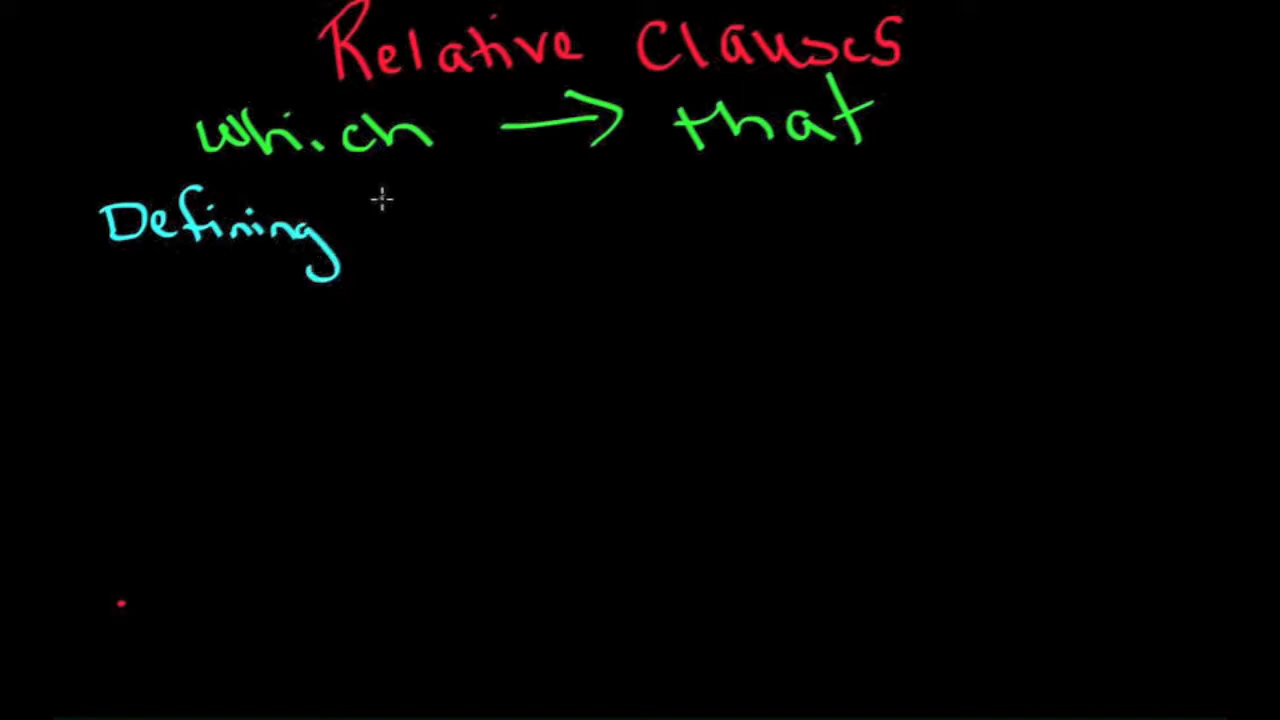 Relative Clauses
which → that
Defining